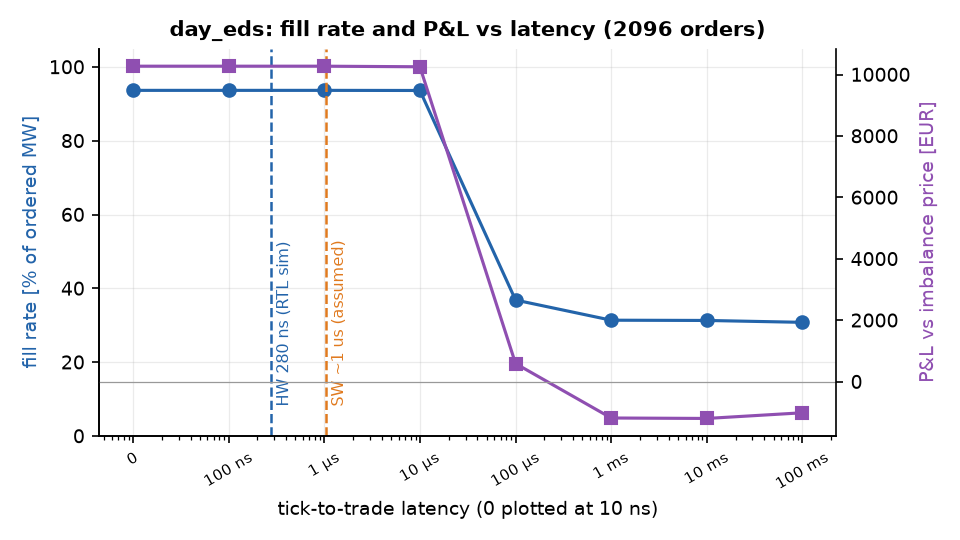 day_eds: fill rate and P&L vs latency (2096 orders)
fill rate [% of ordered MW]
100
80
60
40
20
0
HW 280 ns (RTL sim)
SW ~1 us (assumed)
10000
8000
6000
4000
2000
0
P&L vs imbalance price [EUR]
0
100 ns
1 µs
10 µs
100 µs
1 ms
10 ms
100 ms
tick-to-trade latency (0 plotted at 10 ns)